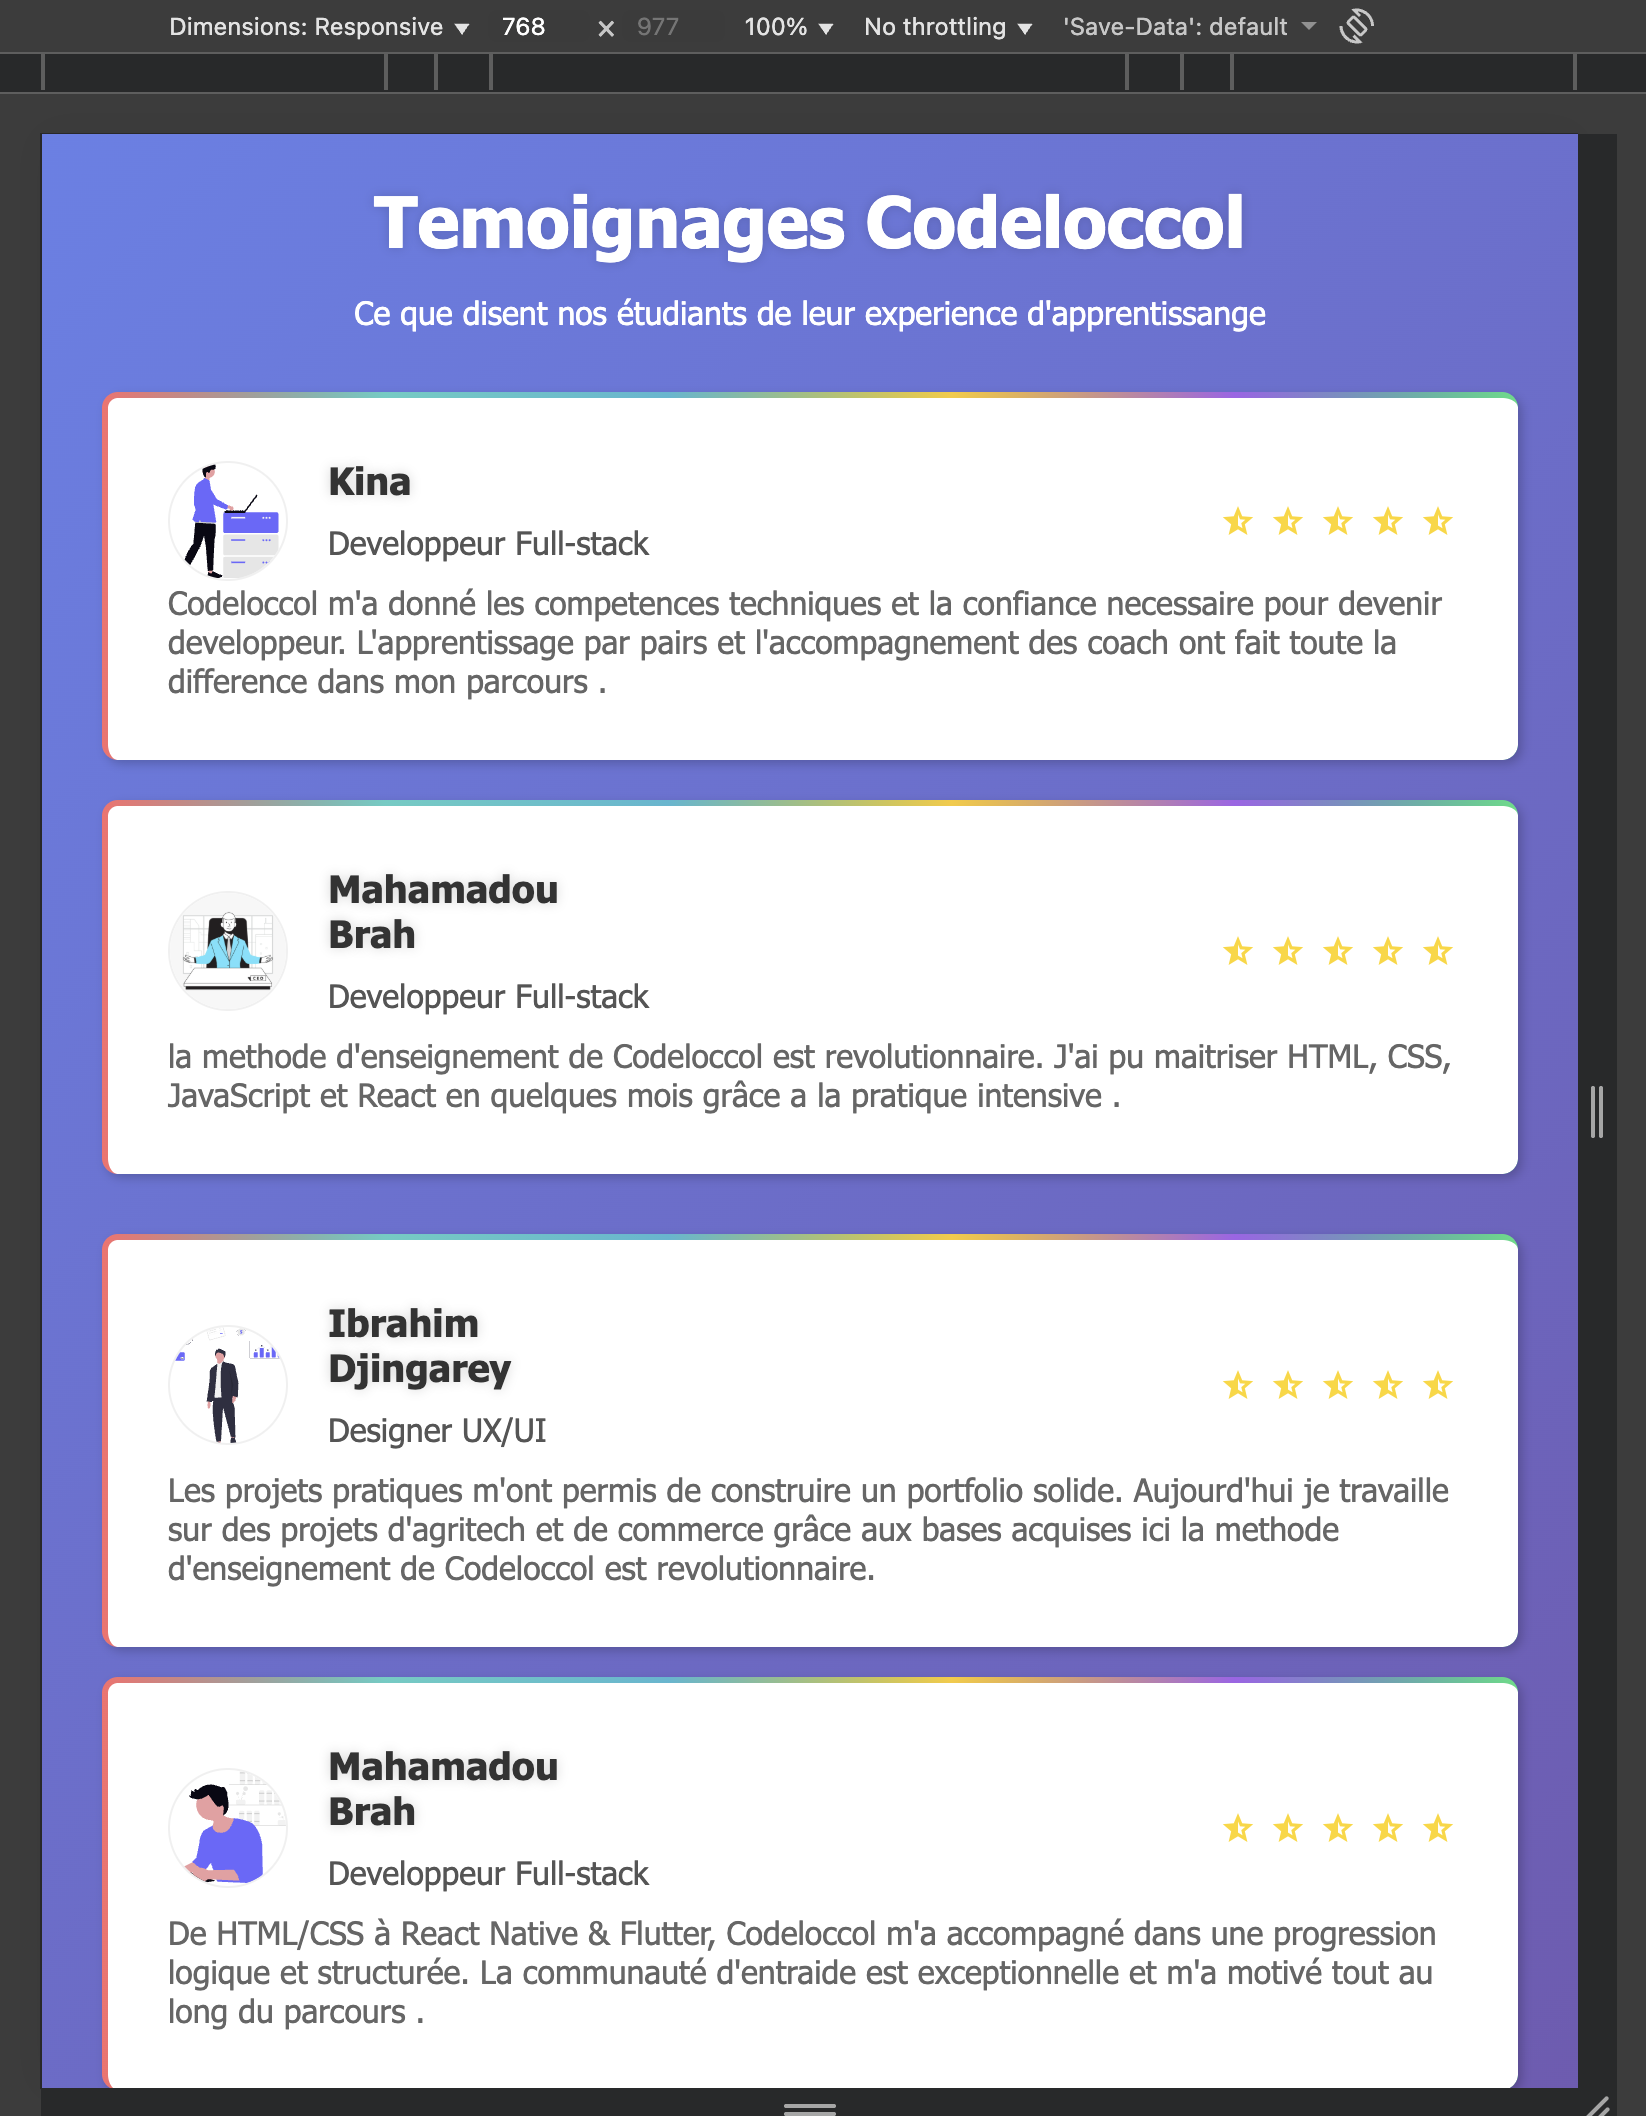 Dimensions: Responsive ▼ 768 × 977 100% ▼ No throttling ▼ 'Save-Data': default
Temoignages Codeloccol
Ce que disent nos étudiants de leur experience d'apprentissange
Kina
Developpeur Full-stack
Codeloccol m'a donné les competences techniques et la confiance necessaire pour devenir
developpeur. L'apprentissage par pairs et l'accompagnement des coach ont fait toute la
difference dans mon parcours .
Mahamadou
Brah
Developpeur Full-stack
la methode d'enseignement de Codeloccol est revolutionnaire. J'ai pu maitriser HTML, CSS,
JavaScript et React en quelques mois grâce a la pratique intensive .
Ibrahim
Djingarey
Designer UX/UI
Les projets pratiques m'ont permis de construire un portfolio solide. Aujourd'hui je travaille
sur des projets d'agritech et de commerce grâce aux bases acquises ici la methode
d'enseignement de Codeloccol est revolutionnaire.
Mahamadou
Brah
Developpeur Full-stack
De HTML/CSS à React Native & Flutter, Codeloccol m'a accompagné dans une progression
logique et structurée. La communauté d'entraide est exceptionnelle et m'a motivé tout au
long du parcours .